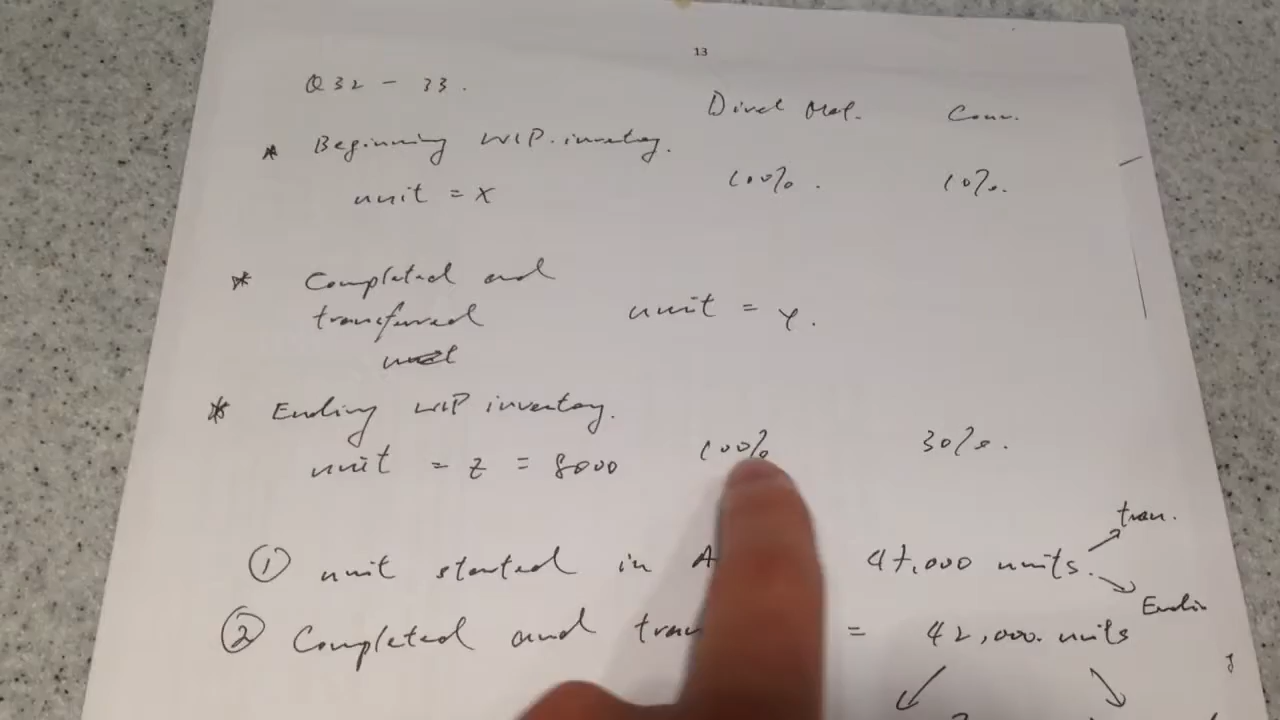 13
Q32 - 33.
Direct Mat. Conv.
* Beginning WIP. inventory.
unit = x 100%. 10%.
* Completed and
transferred unit = y.
* Ending WIP inventory.
unit = z = 8000 100% 30%.
tran.
① unit started in A 47,000 units.
Endin
② Completed and tran = 42,000. units